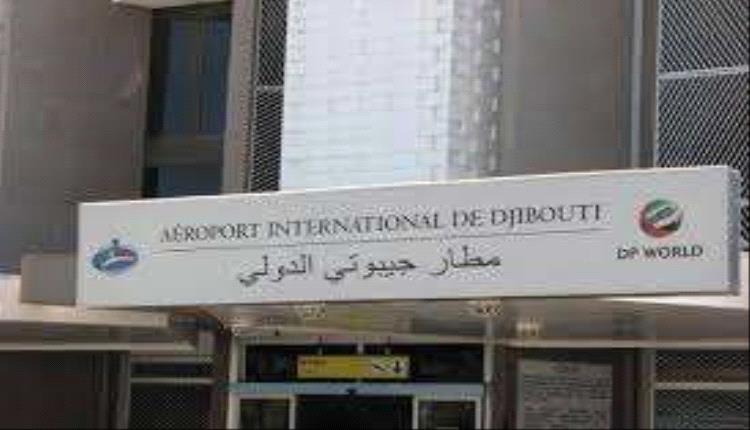 AÉROPORT INTERNATIONAL DE DJIBOUTI
مطار جيبوتي الدولي
DP WORLD